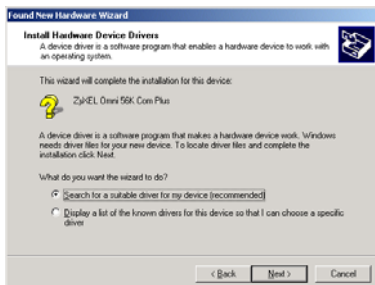 Found New Hardware Wizard
Install Hardware Device Drivers
A device driver is a software program that enables a hardware device to work with
an operating system.
This wizard will complete the installation for this device:
ZyXEL Omni 56K Com Plus
A device driver is a software program that makes a hardware device work. Windows
needs driver files for your new device. To locate driver files and complete the
installation click Next.
What do you want the wizard to do?
Search for a suitable driver for my device (recommended)
Display a list of the known drivers for this device so that I can choose a specific
driver
< Back Next > Cancel